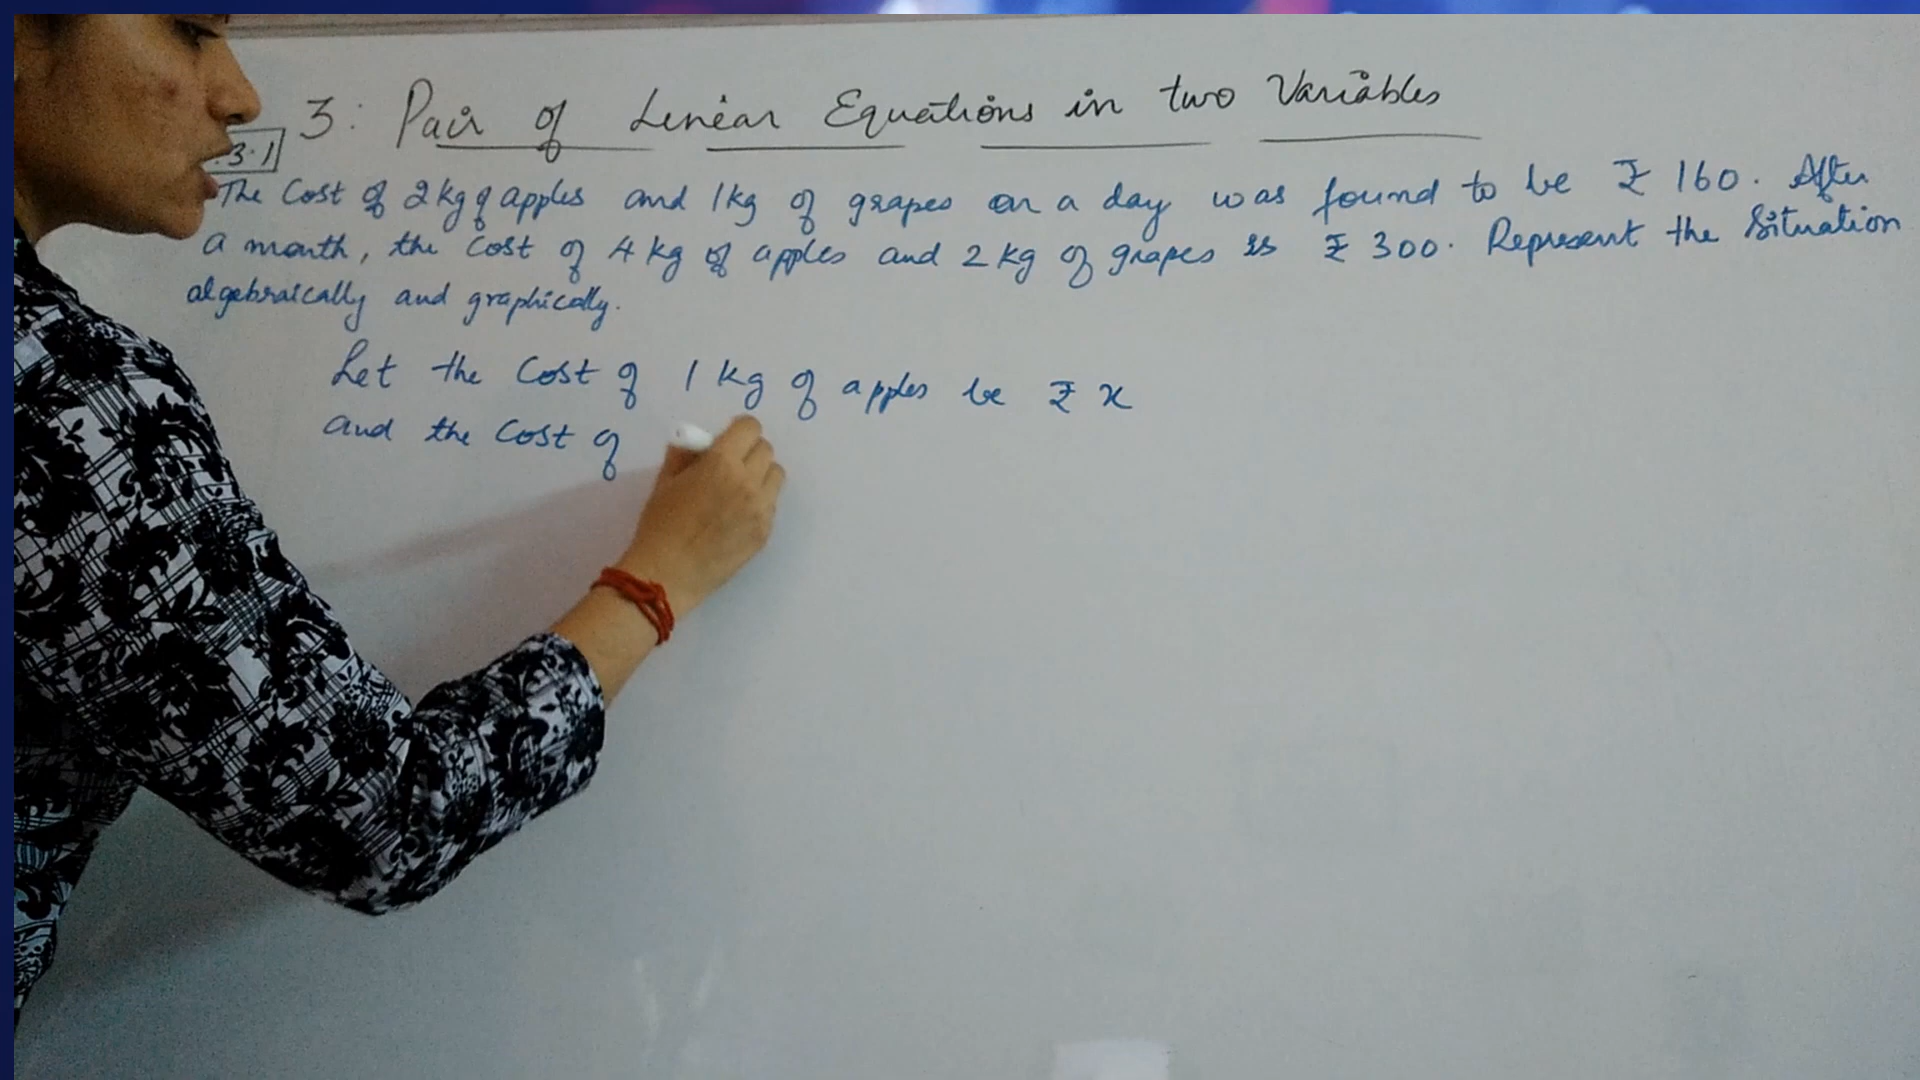 3: Pair of Linear Equations in two Variables
.3.1
The Cost of 2kg of apples and 1kg of grapes on a day was found to be ₹ 160. After
a month, the cost of 4 kg of apples and 2 kg of grapes is ₹ 300. Represent the Situation
algebraically and graphically.
Let the Cost of 1 kg of apples be ₹ x
and the Cost of